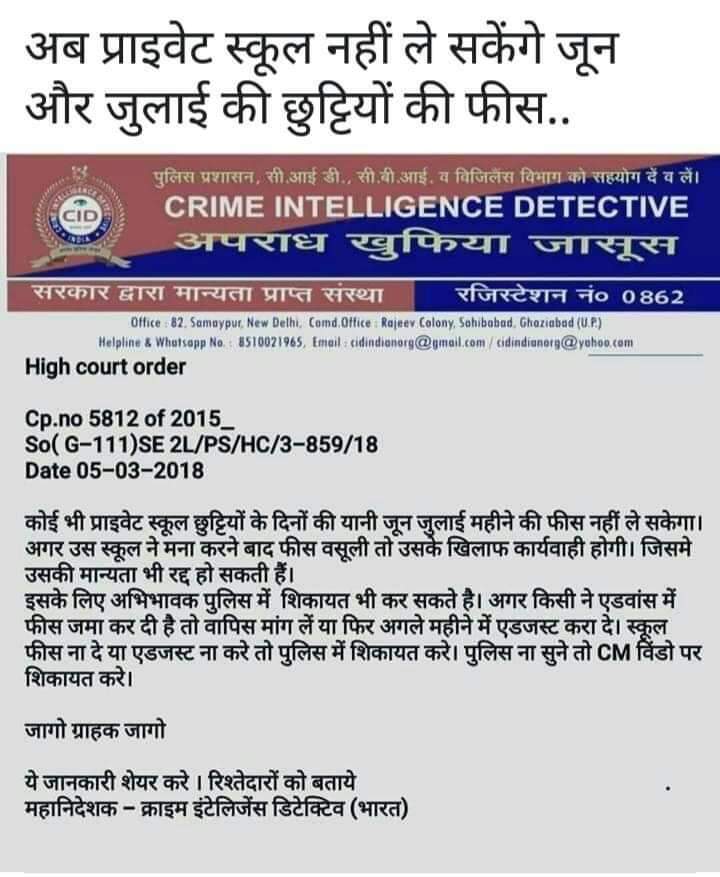 अब प्राइवेट स्कूल नहीं ले सकेंगे जून
और जुलाई की छुट्टियों की फीस..
पुलिस प्रशासन, सी.आई डी., सी.बी.आई. व विजिलेंस विभाग को सहयोग दें व लें।
CID
INDIA
CRIME INTELLIGENCE DETECTIVE
अपराध खुफिया जासूस
सरकार द्वारा मान्यता प्राप्त संस्था
रजिस्टेशन नं० 0862
Office : 82, Samaypur, New Delhi, Comd.Office : Rajeev Colony, Sahibabad, Ghaziabad (U.P.)
Helpline & Whatsapp No. : 8510021965, Email : cidindianorg@gmail.com / cidindianorg@yahoo.com
High court order
Cp.no 5812 of 2015_
So( G-111)SE 2L/PS/HC/3-859/18
Date 05-03-2018
कोई भी प्राइवेट स्कूल छुट्टियों के दिनों की यानी जून जुलाई महीने की फीस नहीं ले सकेगा।
अगर उस स्कूल ने मना करने बाद फीस वसूली तो उसके खिलाफ कार्यवाही होगी। जिसमे
उसकी मान्यता भी रद्द हो सकती हैं।
इसके लिए अभिभावक पुलिस में शिकायत भी कर सकते है। अगर किसी ने एडवांस में
फीस जमा कर दी है तो वापिस मांग लें या फिर अगले महीने में एडजस्ट करा दे। स्कूल
फीस ना दे या एडजस्ट ना करे तो पुलिस में शिकायत करे। पुलिस ना सुने तो CM विंडो पर
शिकायत करे।
जागो ग्राहक जागो
ये जानकारी शेयर करे । रिश्तेदारों को बताये
महानिदेशक – क्राइम इंटेलिजेंस डिटेक्टिव (भारत)